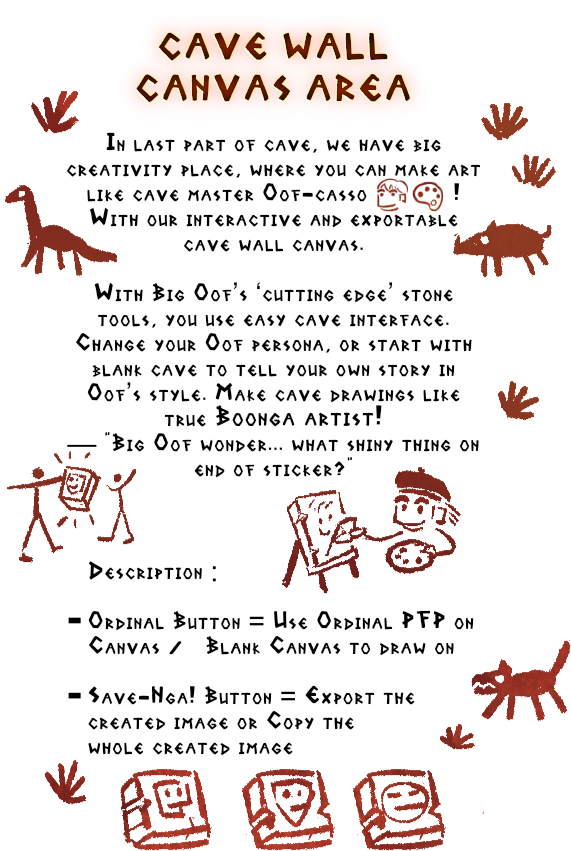 CAVE WALL
CANVAS AREA
In last part of cave, we have big
creativity place, where you can make art
like cave master Oof-casso !
With our interactive and exportable
cave wall canvas.
With Big Oof's 'cutting edge' stone
tools, you use easy cave interface.
Change your Oof persona, or start with
blank cave to tell your own story in
Oof's style. Make cave drawings like
true Boonga artist!
— "Big Oof wonder... what shiny thing on
end of sticker?"
Description :
- Ordinal Button = Use Ordinal PFP on
Canvas / Blank Canvas to draw on
- Save-Nga! Button = Export the
created image or Copy the
whole created image